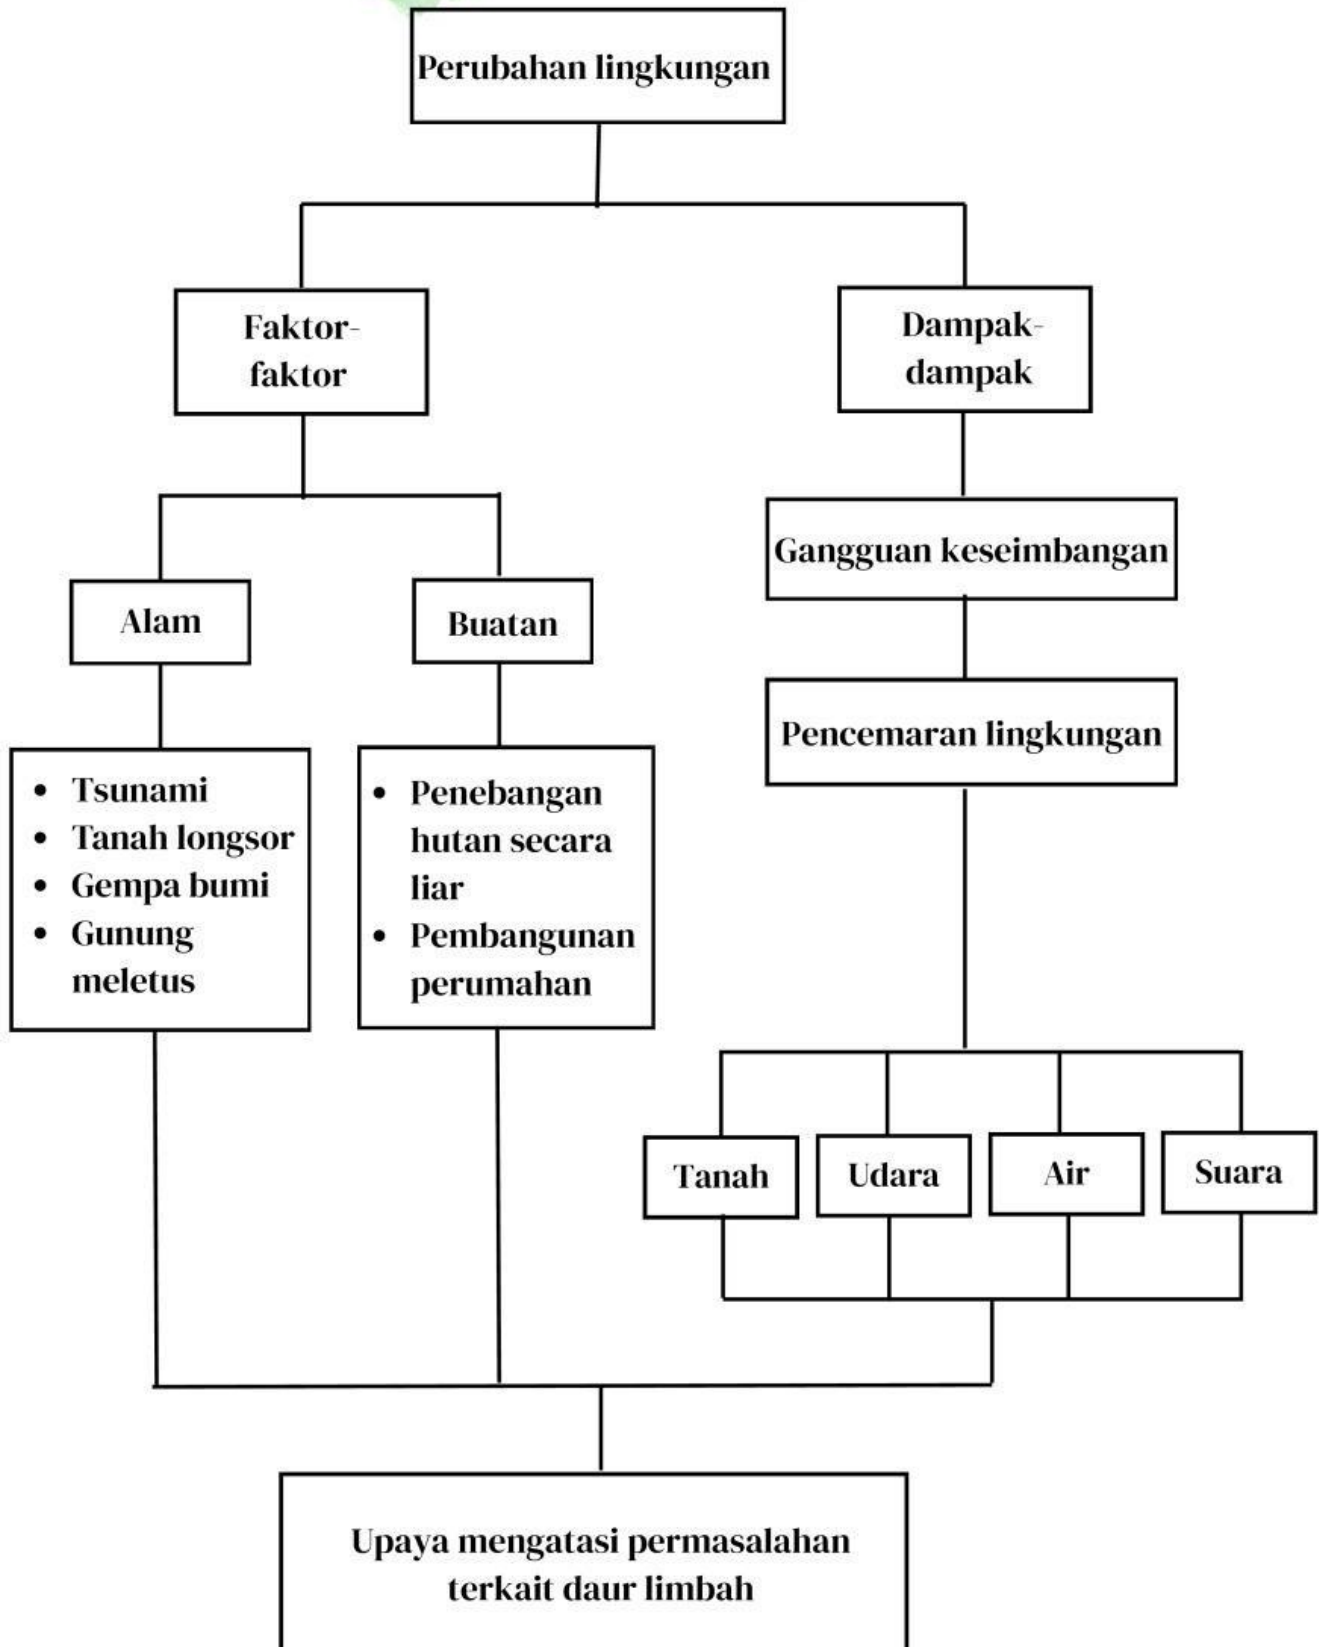 Perubahan lingkungan
Faktor-
faktor
Dampak-
dampak
Gangguan keseimbangan
Alam
Buatan
Pencemaran lingkungan
• Tsunami
• Tanah longsor
• Gempa bumi
• Gunung
meletus
• Penebangan
hutan secara
liar
• Pembangunan
perumahan
Tanah
Udara
Air
Suara
Upaya mengatasi permasalahan
terkait daur limbah